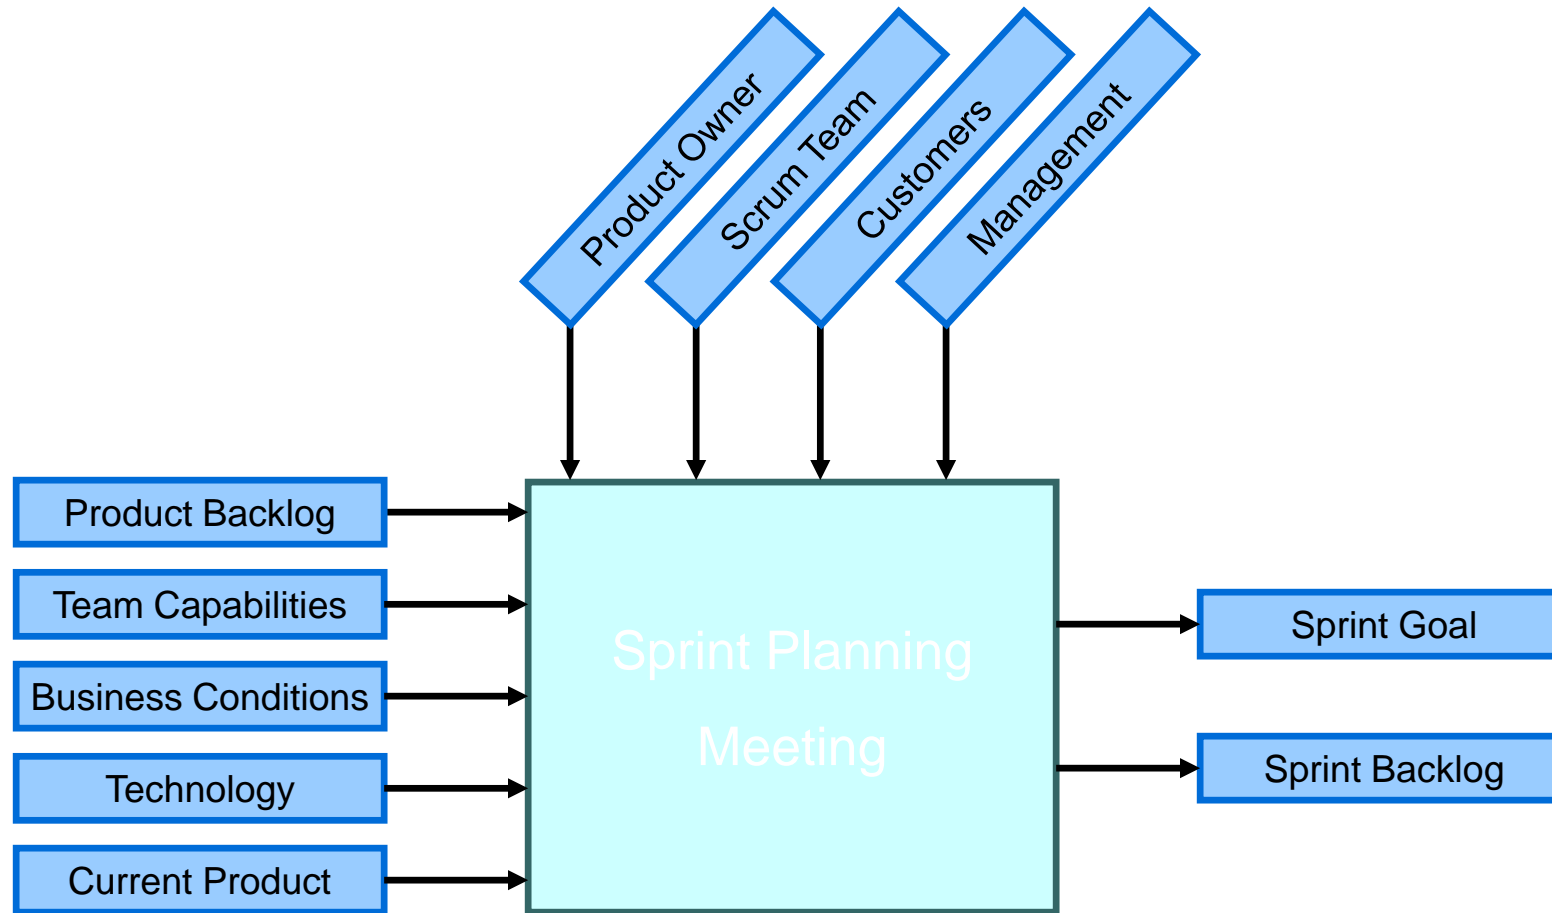 Product Owner
Scrum Team
Customers
Management
Product Backlog
Team Capabilities
Business Conditions
Technology
Current Product
Sprint Planning
Meeting
Sprint Goal
Sprint Backlog